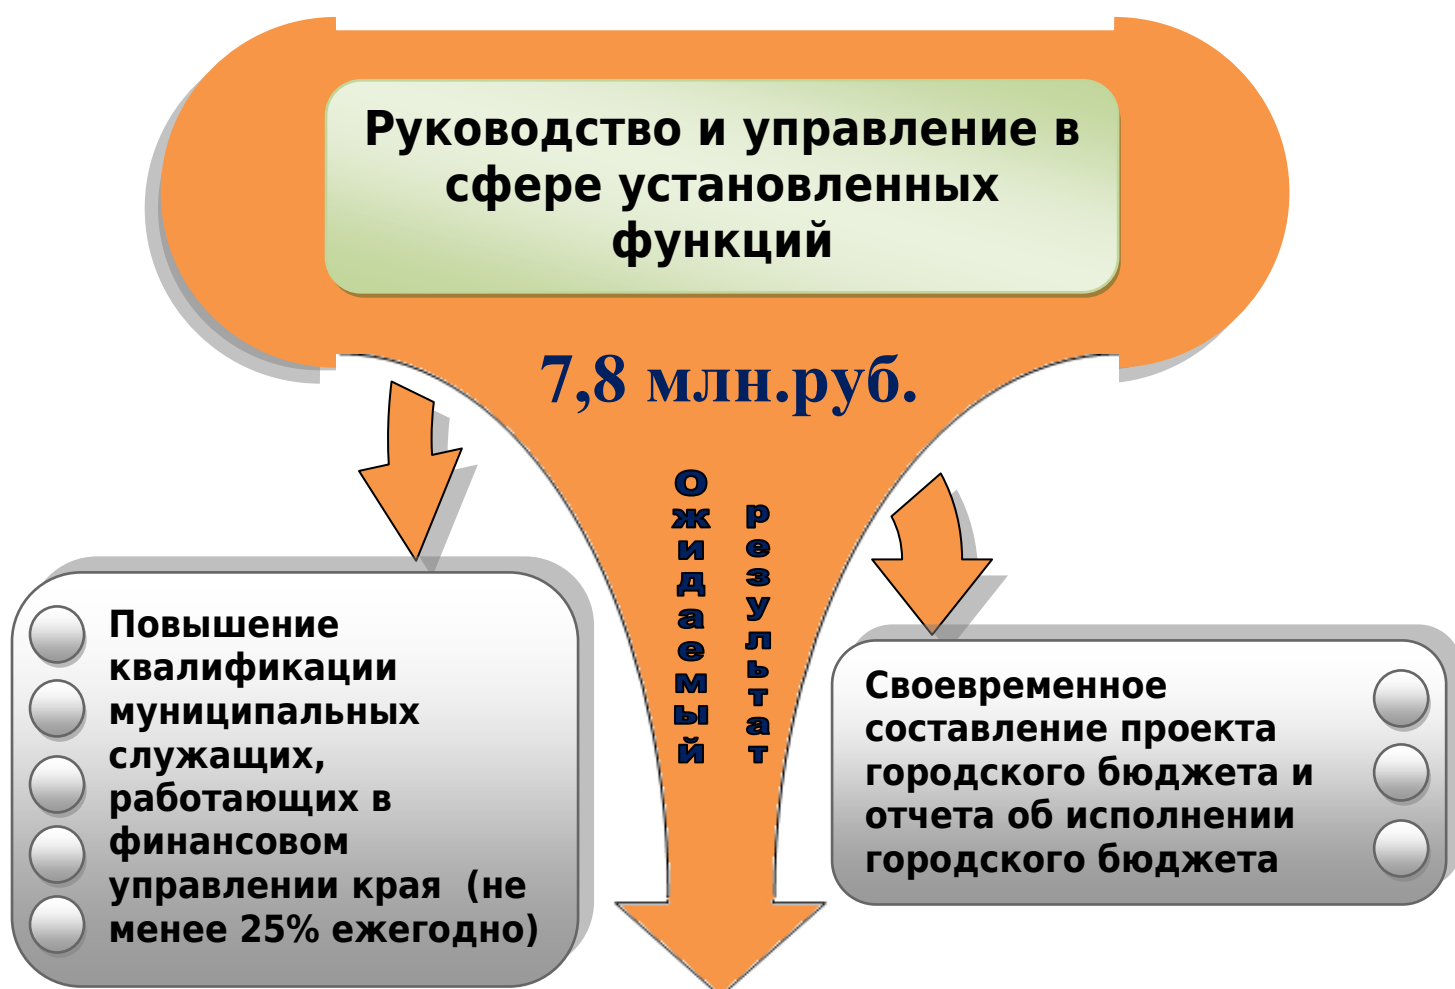 Руководство и управление в
сфере установленных
функций
7,8 млн.руб.
Ожидаемый
результат
Повышение
квалификации
муниципальных
служащих,
работающих в
финансовом
управлении края (не
менее 25% ежегодно)
Своевременное
составление проекта
городского бюджета и
отчета об исполнении
городского бюджета